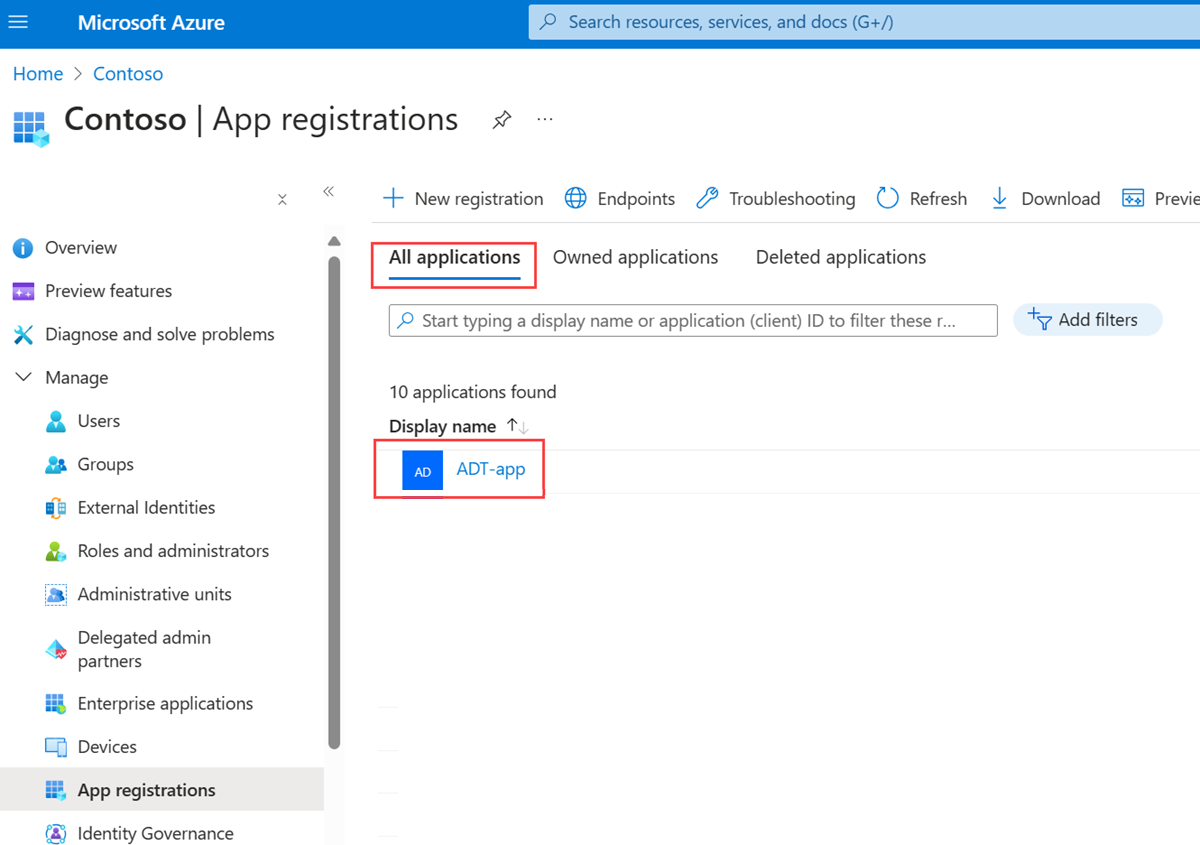 Microsoft Azure
Search resources, services, and docs (G+/)
Home > Contoso
Contoso | App registrations
New registration
Endpoints
Troubleshooting
Refresh
Download
Previe
Overview
Preview features
Diagnose and solve problems
Manage
Users
Groups
External Identities
Roles and administrators
Administrative units
Delegated admin
partners
Enterprise applications
Devices
App registrations
Identity Governance
All applications
Owned applications
Deleted applications
Start typing a display name or application (client) ID to filter these r...
Add filters
10 applications found
Display name
AD
ADT-app